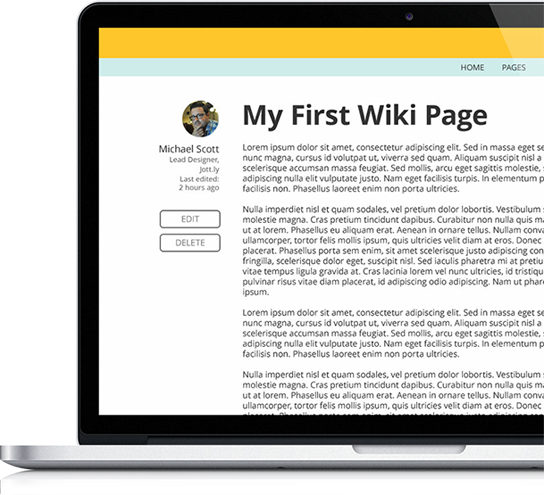 HOME PAGES
My First Wiki Page
Michael Scott
Lead Designer,
Jott.ly
Last edited:
2 hours ago
EDIT
DELETE
Lorem ipsum dolor sit amet, consectetur adipiscing elit. Sed in massa eget se
nunc magna, cursus id volutpat ut, viverra sed quam. Aliquam suscipit nisl a
scelerisque accumsan massa feugiat. Sed mollis, arcu eget sagittis molestie,
adipiscing nulla elit vulputate justo. Nam eget facilisis turpis. In elementum p
facilisis non. Phasellus laoreet enim non porta ultricies.
Nulla imperdiet nisl et quam sodales, vel pretium dolor lobortis. Vestibulum
molestie magna. Cras pretium tincidunt dapibus. Curabitur non nulla quis ma
ut at lorem. Phasellus eu aliquam erat. Aenean in ornare tellus. Nullam conva
ullamcorper, tortor felis mollis ipsum, quis ultricies velit diam at eros. Donec
placerat. Phasellus porta sem enim, sit amet suscipit justo adipiscing conse
fringilla, scelerisque dolor eget, suscipit nisl. Sed iaculis pharetra mi at pretiu
vitae tempus ligula gravida at. Cras lacinia lorem vel nunc ultricies, id tristiqu
pulvinar risus vitae diam placerat, id adipiscing odio adipiscing. Nam ut phare
ipsum.
Lorem ipsum dolor sit amet, consectetur adipiscing elit. Sed in massa eget se
nunc magna, cursus id volutpat ut, viverra sed quam. Aliquam suscipit nisl a
scelerisque accumsan massa feugiat. Sed mollis, arcu eget sagittis molestie,
adipiscing nulla elit vulputate justo. Nam eget facilisis turpis. In elementum p
facilisis non. Phasellus laoreet enim non porta ultricies.
Nulla imperdiet nisl et quam sodales, vel pretium dolor lobortis. Vestibulum
molestie magna. Cras pretium tincidunt dapibus. Curabitur non nulla quis ma
ut at lorem. Phasellus eu aliquam erat. Aenean in ornare tellus. Nullam conva
ullamcorper, tortor felis mollis ipsum, quis ultricies velit diam at eros. Donec